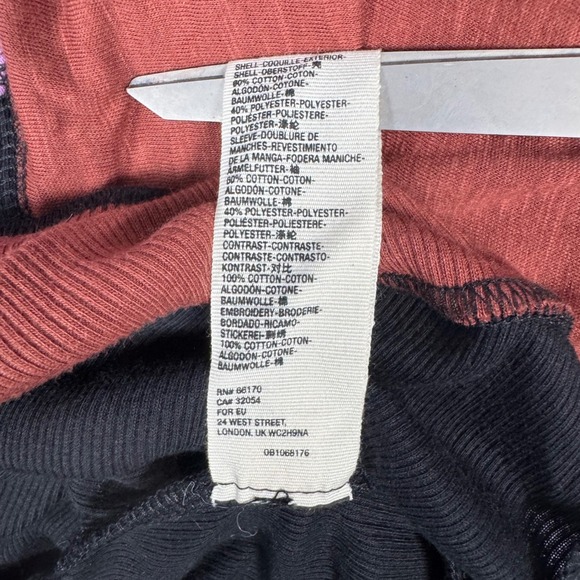 SHELL-COQUILLE-EXTERIOR-
SHELL-OBERSTOFF-壳
60% COTTON-COTON-
ALGODÓN-COTONE-
BAUMWOLLE-棉
40% POLYESTER-POLYESTER-
POLIÉSTER-POLIESTERE-
POLYESTER-涤纶
SLEEVE-DOUBLURE DE
MANCHES-REVESTIMIENTO
DE LA MANGA-FODERA MANICHE-
ÄRMELFUTTER-袖
60% COTTON-COTON-
ALGODÓN-COTONE-
BAUMWOLLE-棉
40% POLYESTER-POLYESTER-
POLIÉSTER-POLIESTERE-
POLYESTER-涤纶
CONTRAST-CONTRASTE-
CONTRASTE-CONTRASTO-
KONTRAST-对比
100% COTTON-COTON-
ALGODÓN-COTONE-
BAUMWOLLE-棉
EMBROIDERY-BRODERIE-
BORDADO-RICAMO-
STICKEREI-刺绣
100% COTTON-COTON-
ALGODÓN-COTONE-
BAUMWOLLE-棉
RN# 66170
CA# 32054
FOR EU
24 WEST STREET,
LONDON, UK WC2H9NA
OB1068176